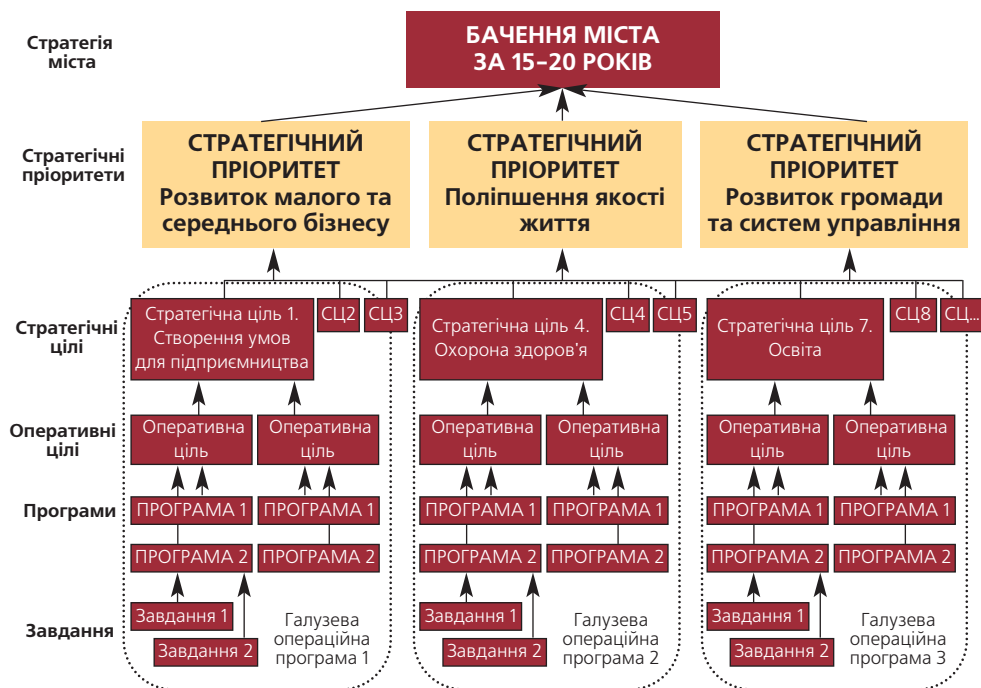 Стратегія
міста
БАЧЕННЯ МІСТА
ЗА 15–20 РОКІВ
Стратегічні
пріоритети
СТРАТЕГІЧНИЙ
ПРІОРИТЕТ
Розвиток малого та
середнього бізнесу
СТРАТЕГІЧНИЙ
ПРІОРИТЕТ
Поліпшення якості
життя
СТРАТЕГІЧНИЙ
ПРІОРИТЕТ
Розвиток громади
та систем управління
Стратегічні
цілі
Стратегічна ціль 1.
Створення умов
для підприємництва
СЦ2
СЦ3
Стратегічна ціль 4.
Охорона здоров'я
СЦ4
СЦ5
Стратегічна ціль 7.
Освіта
СЦ8
СЦ...
Оперативні
цілі
Оперативна
ціль
Оперативна
ціль
Оперативна
ціль
Оперативна
ціль
Оперативна
ціль
Оперативна
ціль
Програми
ПРОГРАМА 1
ПРОГРАМА 1
ПРОГРАМА 1
ПРОГРАМА 1
ПРОГРАМА 1
ПРОГРАМА 1
ПРОГРАМА 2
ПРОГРАМА 2
ПРОГРАМА 2
ПРОГРАМА 2
ПРОГРАМА 2
ПРОГРАМА 2
Завдання
Завдання 1
Завдання 2
Галузева
операційна
програма 1
Завдання 1
Завдання 2
Галузева
операційна
програма 2
Завдання 1
Завдання 2
Галузева
операційна
програма 3